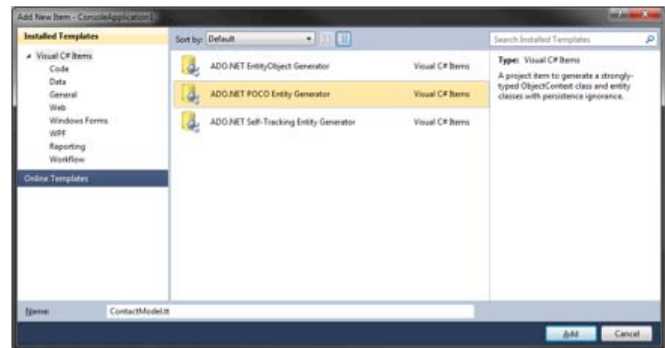 Add New Item - ConsoleApplication1
Installed Templates
Visual C# Items
Code
Data
General
Web
Windows Forms
WPF
Reporting
Workflow
Online Templates
Sort by: Default
ADO.NET EntityObject Generator Visual C# Items
ADO.NET POCO Entity Generator Visual C# Items
ADO.NET Self-Tracking Entity Generator Visual C# Items
Search Installed Templates
Type: Visual C# Items
A project item to generate a strongly-
typed ObjectContext class and entity
classes with persistence ignorance.
Name: ContactModel.tt
Add Cancel